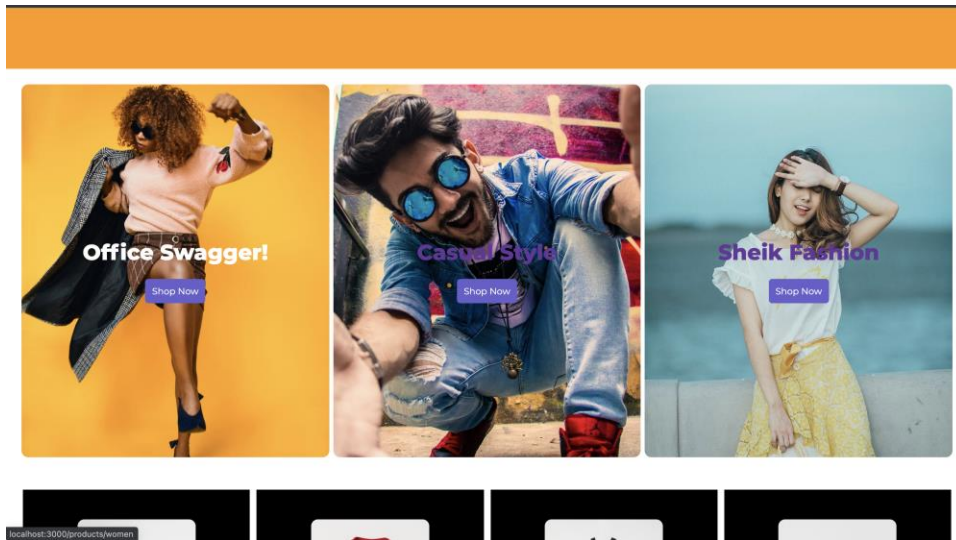 Office Swagger!
Shop Now
Casual Style
Shop Now
Sheik Fashion
Shop Now
localhost:3000/products/women